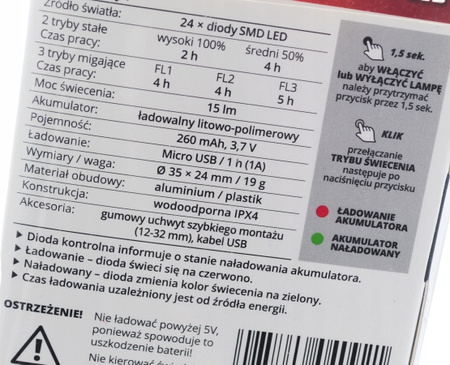 Źródło światła:
24 × diody SMD LED
2 tryby stałe
Czas pracy:
wysoki 100%
2 h
średni 50%
4 h
3 tryby migające
Czas pracy:
FL1
4 h
FL2
4 h
FL3
5 h
Moc świecenia:
15 lm
Akumulator:
ładowalny litowo-polimerowy
Pojemność:
260 mAh, 3,7 V
Ładowanie:
Micro USB / 1 h (1A)
Wymiary / waga:
Ø 35 × 24 mm / 19 g
Materiał obudowy:
aluminium / plastik
Konstrukcja:
wodoodporna IPX4
Akcesoria:
gumowy uchwyt szybkiego montażu
(12-32 mm), kabel USB
▶ Dioda kontrolna informuje o stanie naładowania akumulatora.
▶ Ładowanie – dioda świeci się na czerwono.
▶ Naładowany – dioda zmienia kolor świecenia na zielony.
▶ Czas ładowania uzależniony jest od źródła energii.
OSTRZEŻENIE!
Nie ładować powyżej 5V,
ponieważ spowoduje to
uszkodzenie baterii!
Nie kierować
1,5 sek.
aby WŁĄCZYĆ
lub WYŁĄCZYĆ LAMPĘ
należy przytrzymać
przycisk przez 1,5 sek.
KLIK
przełączanie
TRYBU ŚWIECENIA
następuje po
naciśnięciu przycisku
ŁADOWANIE
AKUMULATORA
AKUMULATOR
NAŁADOWANY